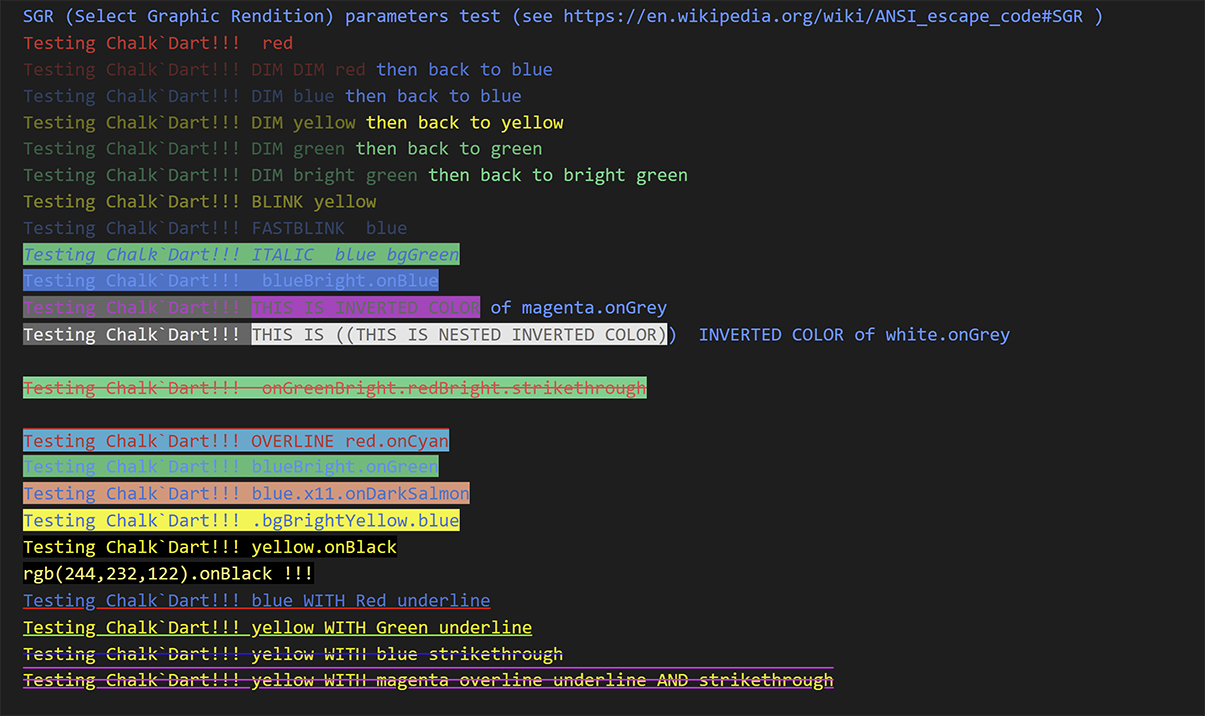 SGR (Select Graphic Rendition) parameters test (see https://en.wikipedia.org/wiki/ANSI_escape_code#SGR )
Testing Chalk`Dart!!!  red
Testing Chalk`Dart!!! DIM DIM red then back to blue
Testing Chalk`Dart!!! DIM blue then back to blue
Testing Chalk`Dart!!! DIM yellow then back to yellow
Testing Chalk`Dart!!! DIM green then back to green
Testing Chalk`Dart!!! DIM bright green then back to bright green
Testing Chalk`Dart!!! BLINK yellow
Testing Chalk`Dart!!! FASTBLINK  blue
Testing Chalk`Dart!!! ITALIC  blue bgGreen
Testing Chalk`Dart!!!  blueBright.onBlue
Testing Chalk`Dart!!! THIS IS INVERTED COLOR of magenta.onGrey
Testing Chalk`Dart!!! THIS IS ((THIS IS NESTED INVERTED COLOR))  INVERTED COLOR of white.onGrey
Testing Chalk`Dart!!!  onGreenBright.redBright.strikethrough
Testing Chalk`Dart!!! OVERLINE red.onCyan
Testing Chalk`Dart!!! blueBright.onGreen
Testing Chalk`Dart!!! blue.x11.onDarkSalmon
Testing Chalk`Dart!!! .bgBrightYellow.blue
Testing Chalk`Dart!!! yellow.onBlack
rgb(244,232,122).onBlack !!!
Testing Chalk`Dart!!! blue WITH Red underline
Testing Chalk`Dart!!! yellow WITH Green underline
Testing Chalk`Dart!!! yellow WITH blue strikethrough
Testing Chalk`Dart!!! yellow WITH magenta overline underline AND strikethrough